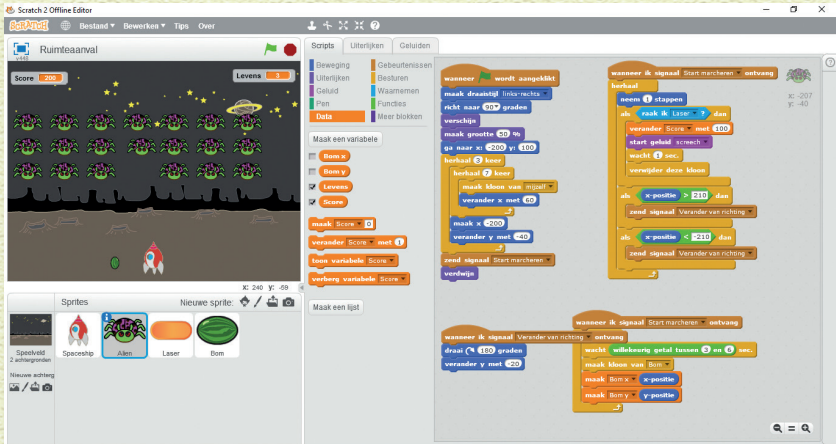 Scratch 2 Offline Editor
SCRATCH Bestand Bewerken Tips Over
Ruimteaanval
v448
Score 200
Levens 3
X: 240 y: -59
Sprites
Nieuwe sprite:
Speelveld
2 achtergronden
Nieuwe achterg
Spaceship
Alien
Laser
Bom
Scripts
Uiterlijken
Geluiden
Beweging
Uiterlijken
Geluid
Pen
Data
Gebeurtenissen
Besturen
Waarnemen
Functies
Meer blokken
Maak een variabele
Bom x
Bom y
Levens
Score
maak Score 0
verander Score met 1
toon variabele Score
verberg variabele Score
Maak een lijst
wanneer wordt aangeklikt
maak draaistijl links-rechts
richt naar 90 graden
verschijn
maak grootte 50 %
ga naar x: -200 y: 100
herhaal 3 keer
herhaal 7 keer
maak kloon van mijzelf
verander x met 60
maak x -200
verander y met -40
zend signaal Start marcheren
verdwijn
wanneer ik signaal Start marcheren ontvang
herhaal
neem 1 stappen
als raak ik Laser ? dan
verander Score met 100
start geluid screech
wacht 1 sec.
verwijder deze kloon
als x-positie > 210 dan
zend signaal Verander van richting
als x-positie < -210 dan
zend signaal Verander van richting
x: -207
y: -40
wanneer ik signaal Verander van richting ontvang
draai 180 graden
verander y met -20
wanneer ik signaal Start marcheren ontvang
wacht willekeurig getal tussen 3 en 6 sec.
maak kloon van Bom
maak Bom x x-positie
maak Bom y y-positie